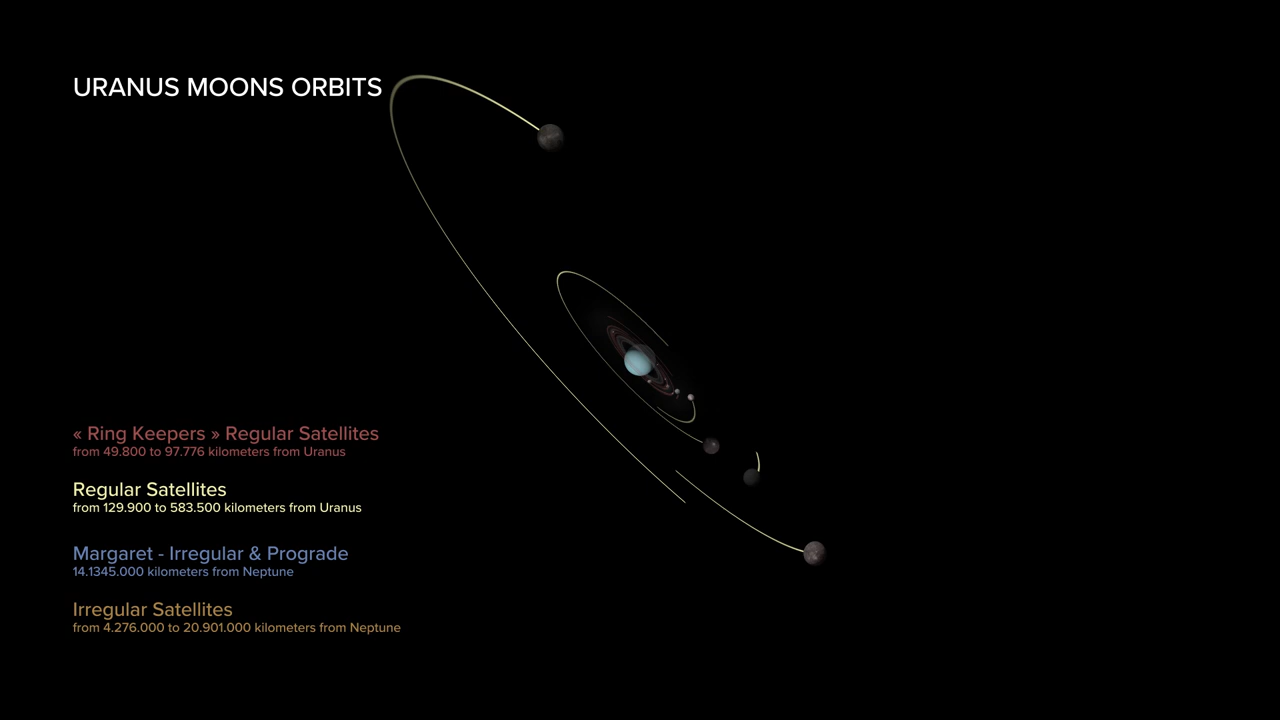 URANUS MOONS ORBITS
« Ring Keepers » Regular Satellites
from 49.800 to 97.776 kilometers from Uranus
Regular Satellites
from 129.900 to 583.500 kilometers from Uranus
Margaret - Irregular & Prograde
14.1345.000 kilometers from Neptune
Irregular Satellites
from 4.276.000 to 20.901.000 kilometers from Neptune